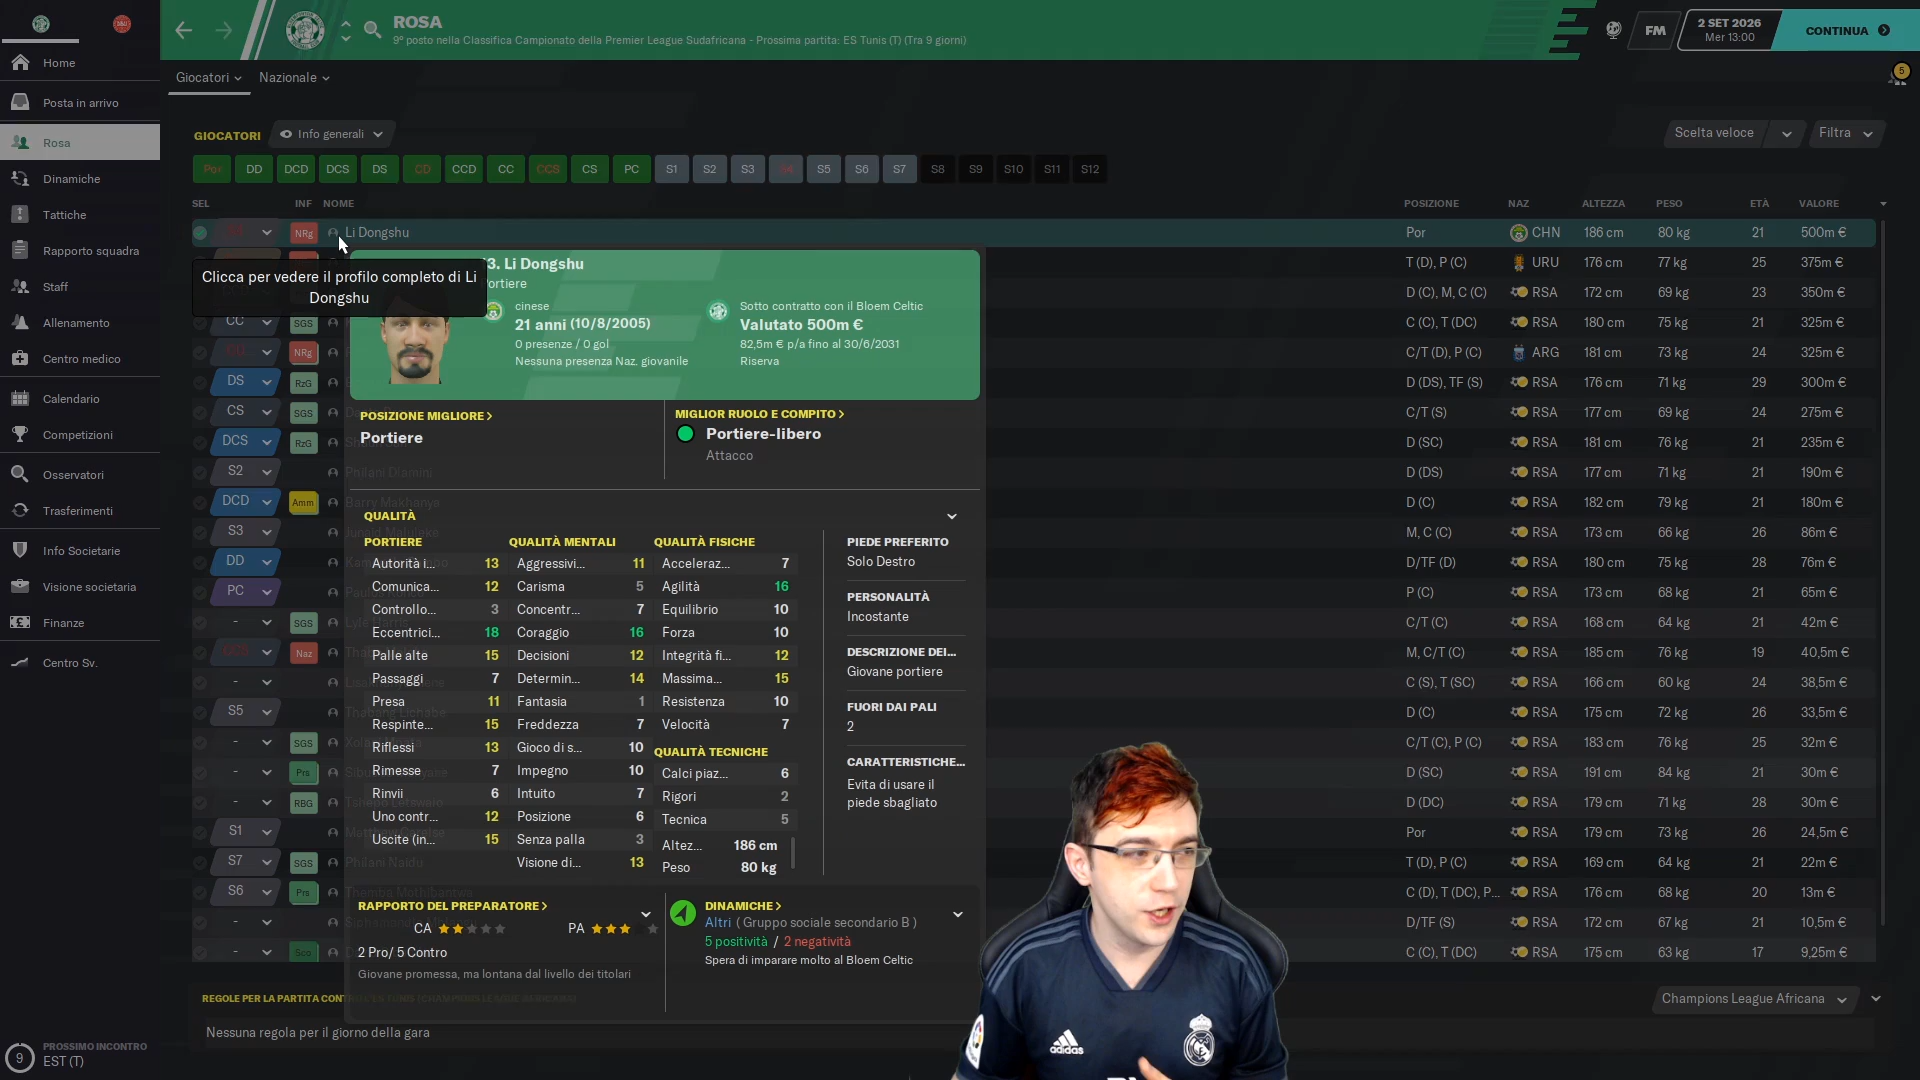 ROSA
9° posto nella Classifica Campionato della Premier League Sudafricana - Prossima partita: ES Tunis (T) (Tra 9 giorni)
FM
2 SET 2026
Mer 13:00
CONTINUA
5
Home
Posta in arrivo
Rosa
Dinamiche
Tattiche
Rapporto squadra
Staff
Allenamento
Centro medico
Calendario
Competizioni
Osservatori
Trasferimenti
Info Societarie
Visione societaria
Finanze
Centro Sv.
9
PROSSIMO INCONTRO
EST (T)
Giocatori
Nazionale
GIOCATORI
Info generali
Scelta veloce
Filtra
Por DD DCD DCS DS CD CCD CC CCS CS PC S1 S2 S3 S4 S5 S6 S7 S8 S9 S10 S11 S12
SEL INF NOME POSIZIONE NAZ ALTEZZA PESO ETÀ VALORE
NRg Li Dongshu Por CHN 186 cm 80 kg 21 500m €
T (D), P (C) URU 176 cm 77 kg 25 375m €
D (C), M, C (C) RSA 172 cm 69 kg 23 350m €
CC SGS C (C), T (DC) RSA 180 cm 75 kg 21 325m €
NRg C/T (D), P (C) ARG 181 cm 73 kg 24 325m €
DS RzG D (DS), TF (S) RSA 176 cm 71 kg 29 300m €
CS SGS C/T (S) RSA 177 cm 69 kg 24 275m €
DCS RzG D (SC) RSA 181 cm 76 kg 21 235m €
S2 Philani Dlamini D (DS) RSA 177 cm 71 kg 21 190m €
DCD Amm Barry Makhanye D (C) RSA 182 cm 79 kg 21 180m €
S3 M, C (C) RSA 173 cm 66 kg 26 86m €
DD D/TF (D) RSA 180 cm 75 kg 28 76m €
PC P (C) RSA 173 cm 68 kg 21 65m €
- SGS C/T (C) RSA 168 cm 64 kg 21 42m €
Naz M, C/T (C) RSA 185 cm 76 kg 19 40,5m €
- C (S), T (SC) RSA 166 cm 60 kg 24 38,5m €
S5 D (C) RSA 175 cm 72 kg 26 33,5m €
- SGS C/T (C), P (C) RSA 183 cm 76 kg 25 32m €
- Prs D (SC) RSA 191 cm 84 kg 21 30m €
- RBG D (DC) RSA 179 cm 71 kg 28 30m €
S1 Por RSA 179 cm 73 kg 26 24,5m €
S7 SGS Philani Naidu T (D), P (C) RSA 169 cm 64 kg 21 22m €
S6 Prs C (D), T (DC), P... RSA 176 cm 68 kg 20 13m €
- D/TF (S) RSA 172 cm 67 kg 21 10,5m €
- Sco C (C), T (DC) RSA 175 cm 63 kg 17 9,25m €
Clicca per vedere il profilo completo di Li
Dongshu
3. Li Dongshu
ortiere
cinese
21 anni (10/8/2005)
0 presenze / 0 gol
Nessuna presenza Naz. giovanile
Sotto contratto con il Bloem Celtic
Valutato 500m €
82,5m € p/a fino al 30/6/2031
Riserva
POSIZIONE MIGLIORE >
Portiere
MIGLIOR RUOLO E COMPITO >
Portiere-libero
Attacco
QUALITÀ
PORTIERE
Autorità i... 13
Comunica... 12
Controllo... 3
Eccentrici... 18
Palle alte 15
Passaggi 7
Presa 11
Respinte... 15
Riflessi 13
Rimesse 7
Rinvii 6
Uno contr... 12
Uscite (in... 15
QUALITÀ MENTALI
Aggressivi... 11
Carisma 5
Concentr... 7
Coraggio 16
Decisioni 12
Determin... 14
Fantasia 1
Freddezza 7
Gioco di s... 10
Impegno 10
Intuito 7
Posizione 6
Senza palla 3
Visione di... 13
QUALITÀ FISICHE
Acceleraz... 7
Agilità 16
Equilibrio 10
Forza 10
Integrità fi... 12
Massima... 15
Resistenza 10
Velocità 7
QUALITÀ TECNICHE
Calci piaz... 6
Rigori 2
Tecnica 5
Altez... 186 cm
Peso 80 kg
PIEDE PREFERITO
Solo Destro
PERSONALITÀ
Incostante
DESCRIZIONE DEI...
Giovane portiere
FUORI DAI PALI
2
CARATTERISTICHE...
Evita di usare il
piede sbagliato
RAPPORTO DEL PREPARATORE >
CA PA
2 Pro/ 5 Contro
Giovane promessa, ma lontana dal livello dei titolari
DINAMICHE >
Altri ( Gruppo sociale secondario B )
5 positività / 2 negatività
Spera di imparare molto al Bloem Celtic
REGOLE PER LA PARTITA CON
Nessuna regola per il giorno della gara
Champions League Africana
adidas